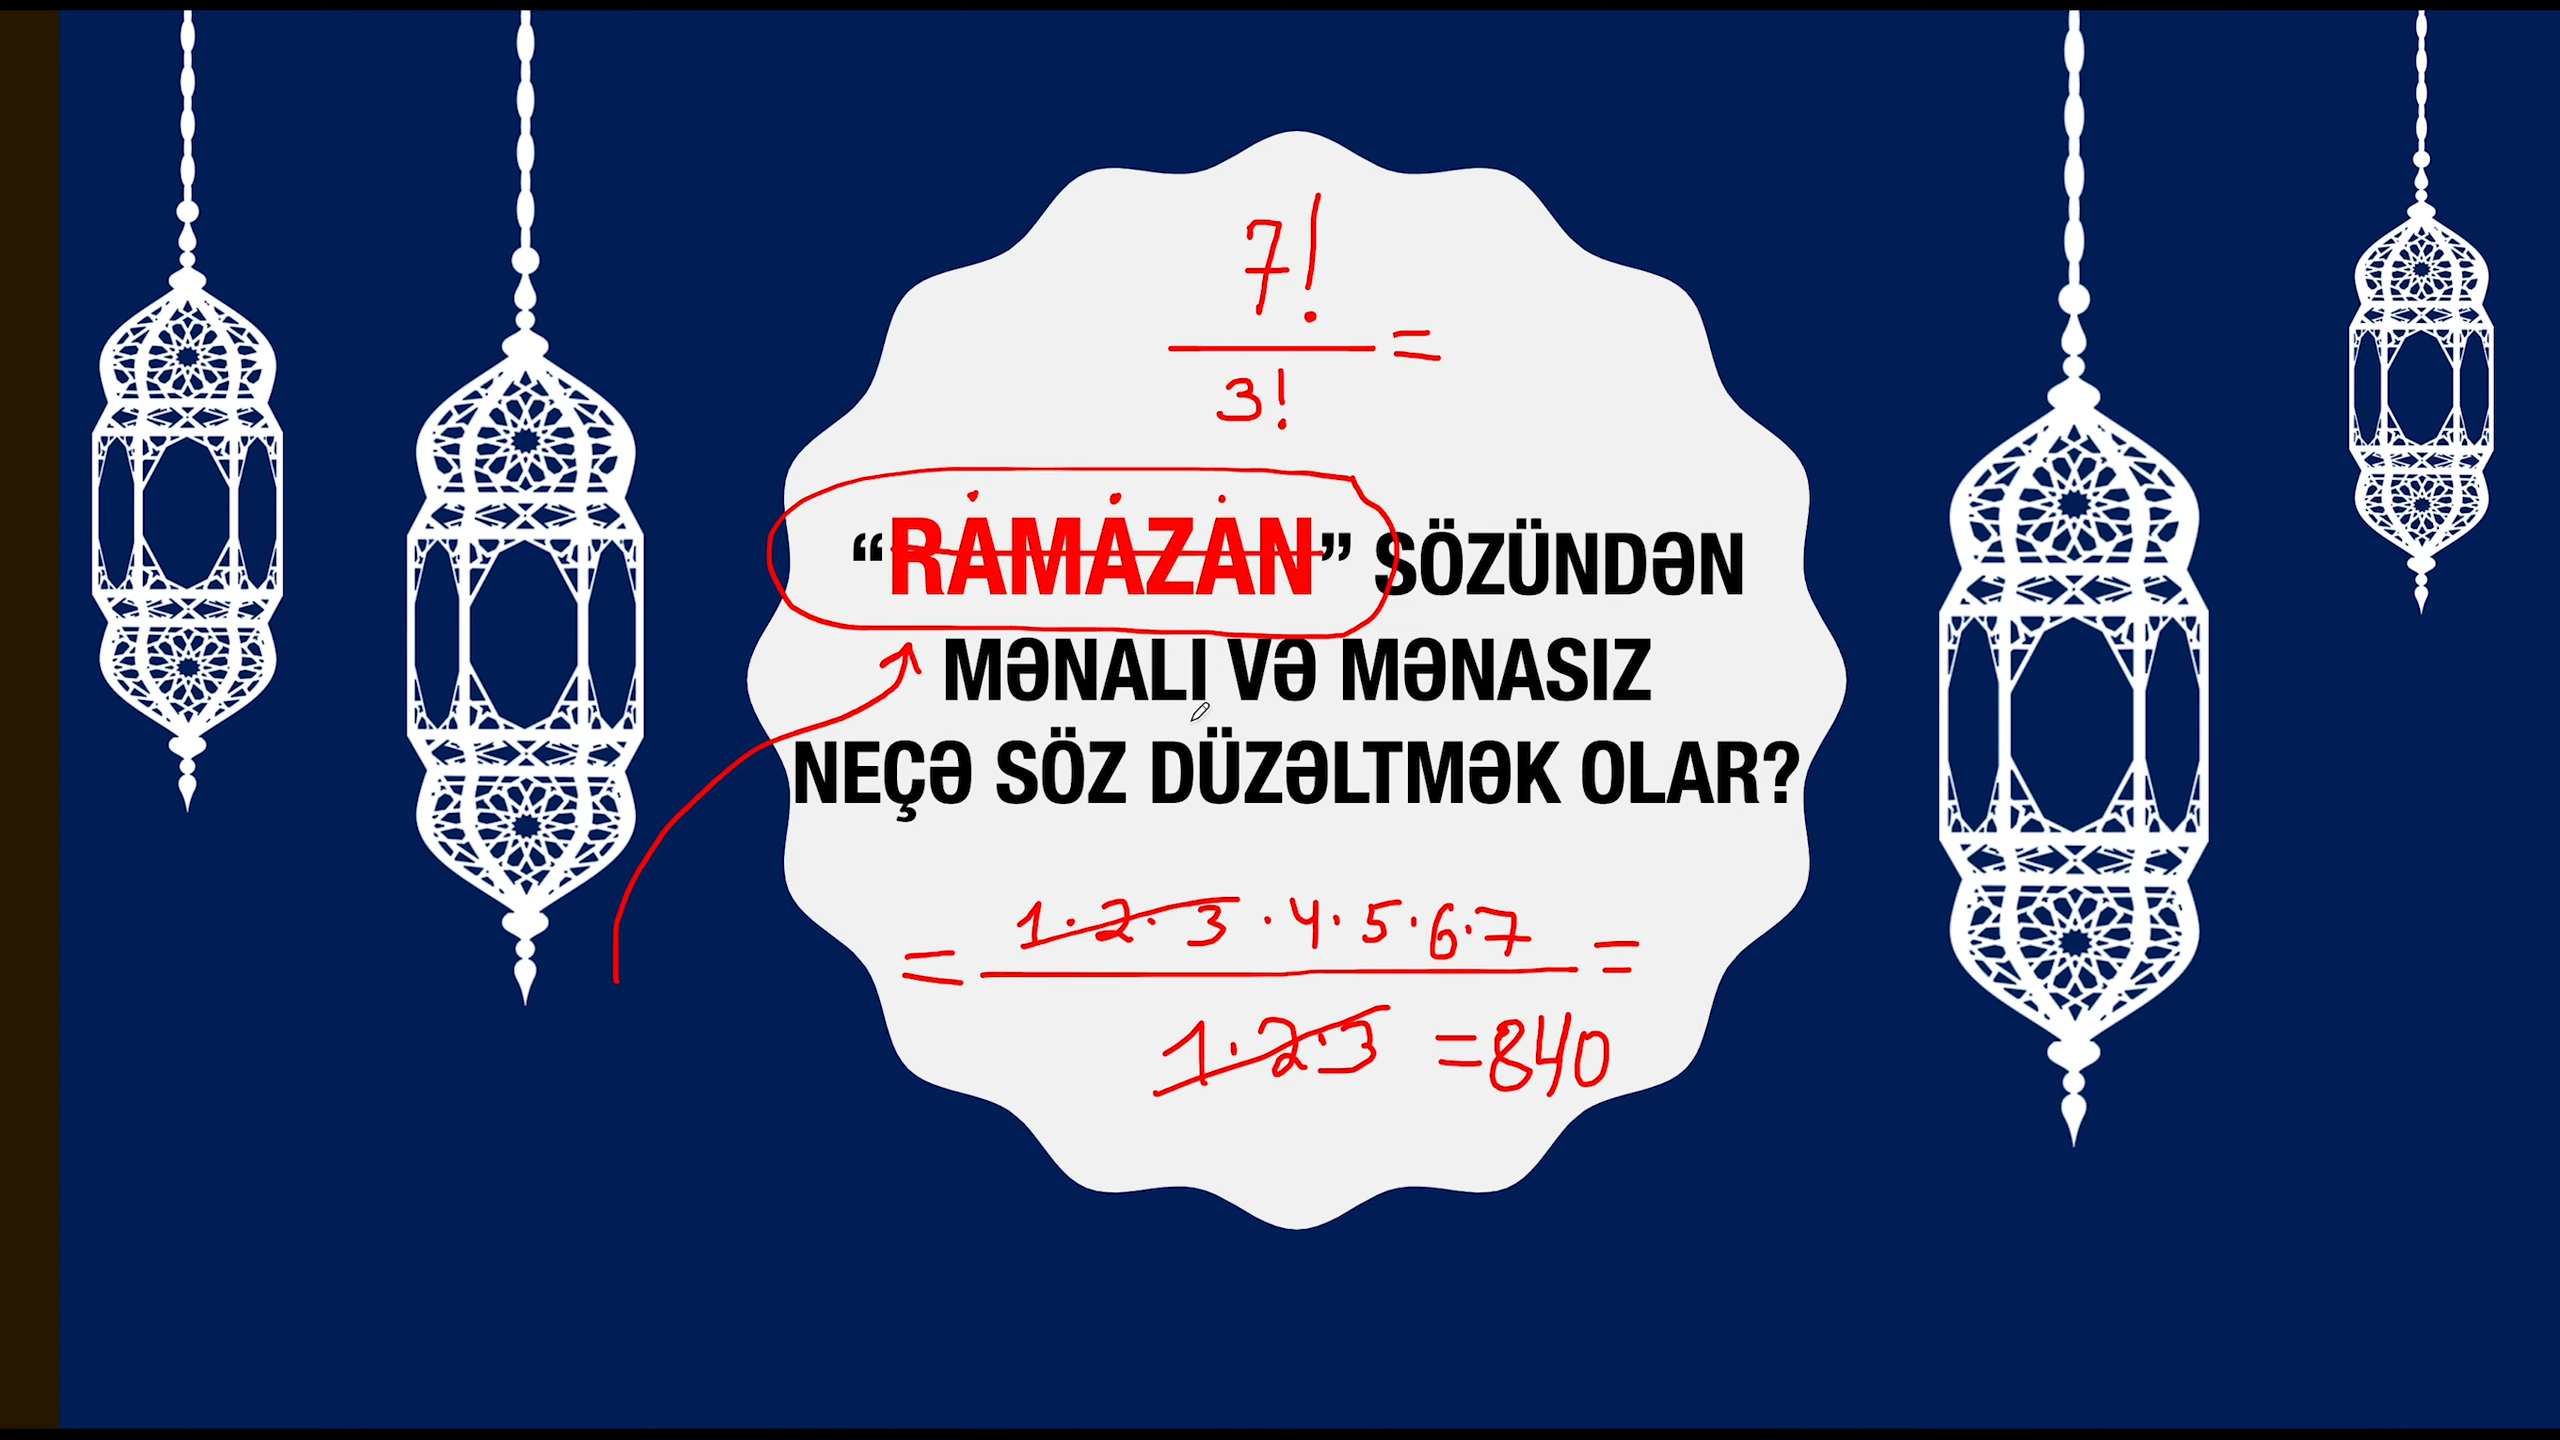 7!
3! =
“RAMAZAN” SÖZÜNDƏN
MƏNALI VƏ MƏNASIZ
NEÇƏ SÖZ DÜZƏLTMƏK OLAR?
= 1·2·3·4·5·6·7 =
1·2·3 =840